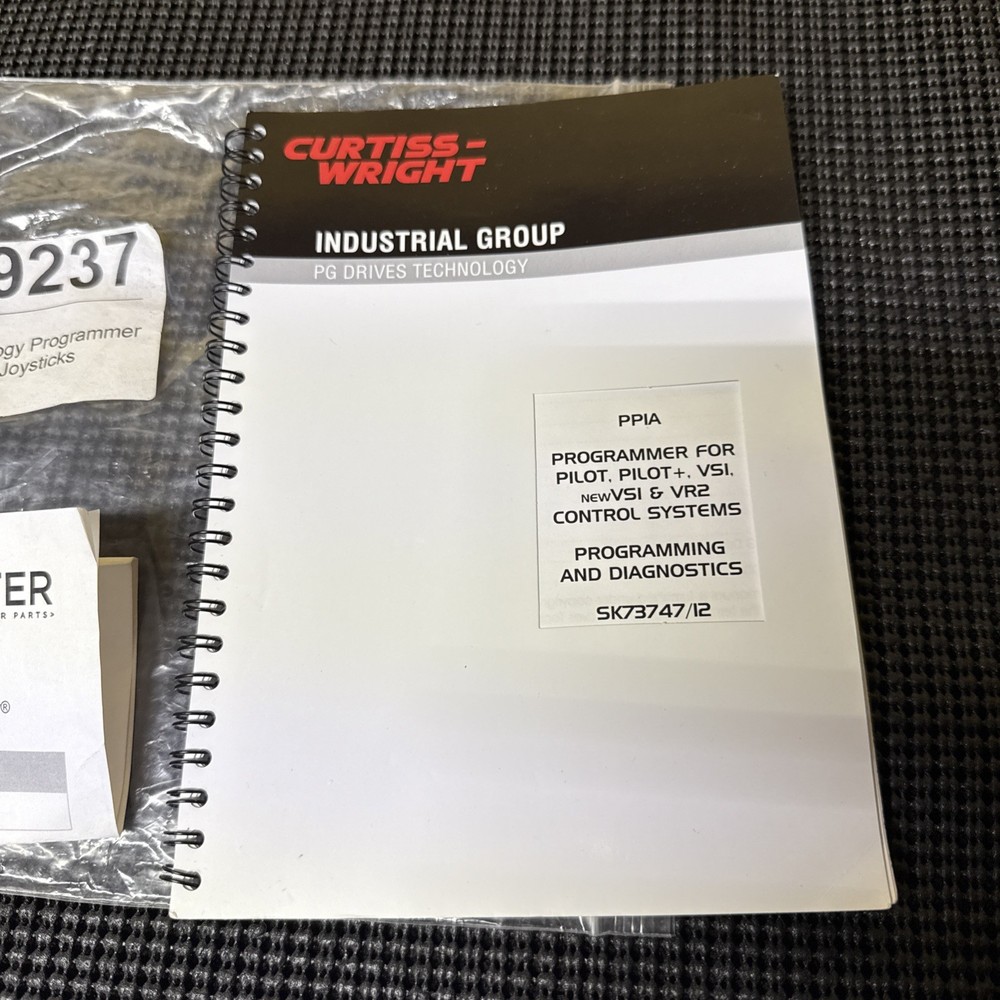 CURTISS-
WRIGHT
INDUSTRIAL GROUP
PG DRIVES TECHNOLOGY
PPIA
PROGRAMMER FOR
PILOT, PILOT+, VSI,
NEWVSI & VR2
CONTROL SYSTEMS
PROGRAMMING
AND DIAGNOSTICS
SK73747/12
9237
ogy Programmer
Joysticks
TER
R PARTS>
®